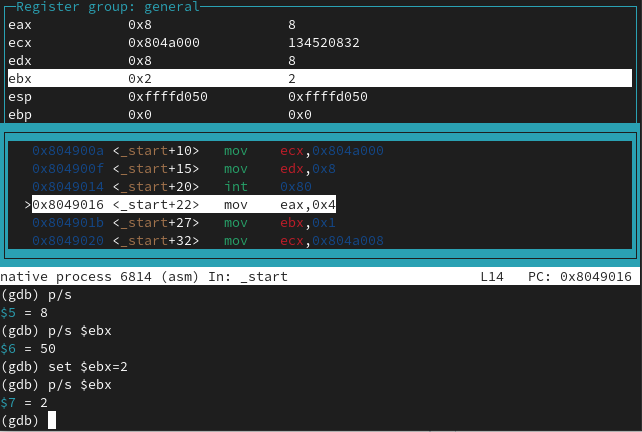 Register group: general
eax 0x8 8
ecx 0x804a000 134520832
edx 0x8 8
ebx 0x2 2
esp 0xffffd050 0xffffd050
ebp 0x0 0x0
0x804900a <_start+10> mov ecx,0x804a000
0x804900f <_start+15> mov edx,0x8
0x8049014 <_start+20> int 0x80
>0x8049016 <_start+22> mov eax,0x4
0x804901b <_start+27> mov ebx,0x1
0x8049020 <_start+32> mov ecx,0x804a008
native process 6814 (asm) In: _start L14 PC: 0x8049016
(gdb) p/s
$5 = 8
(gdb) p/s $ebx
$6 = 50
(gdb) set $ebx=2
(gdb) p/s $ebx
$7 = 2
(gdb)